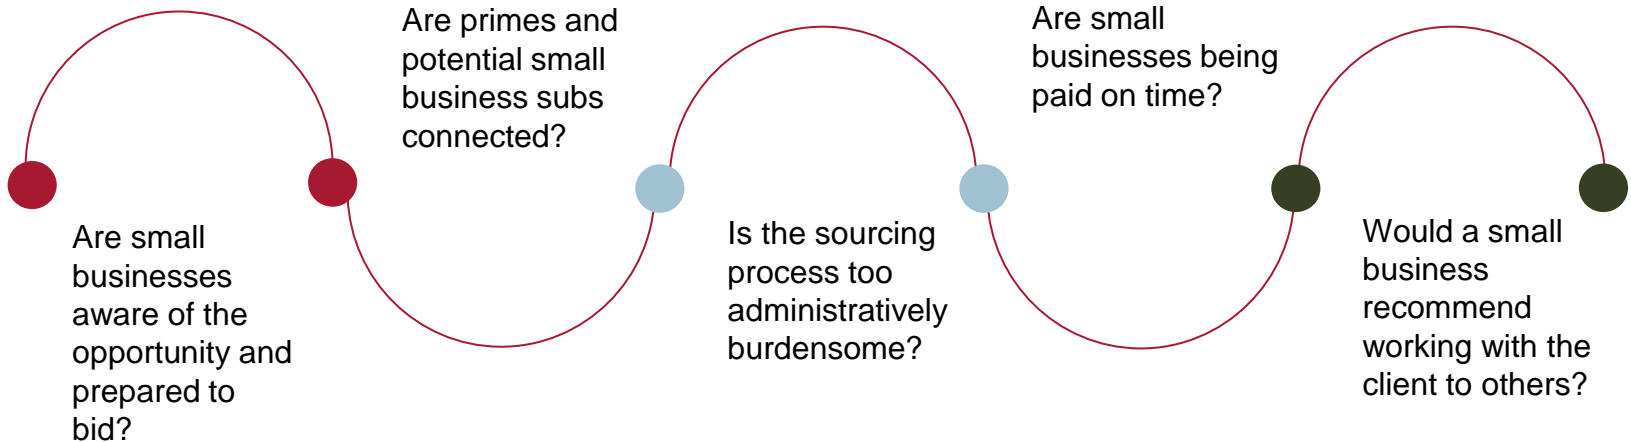 Are small
businesses
aware of the
opportunity and
prepared to
bid?
Are primes and
potential small
business subs
connected?
Is the sourcing
process too
administratively
burdensome?
Are small
businesses being
paid on time?
Would a small
business
recommend
working with the
client to others?